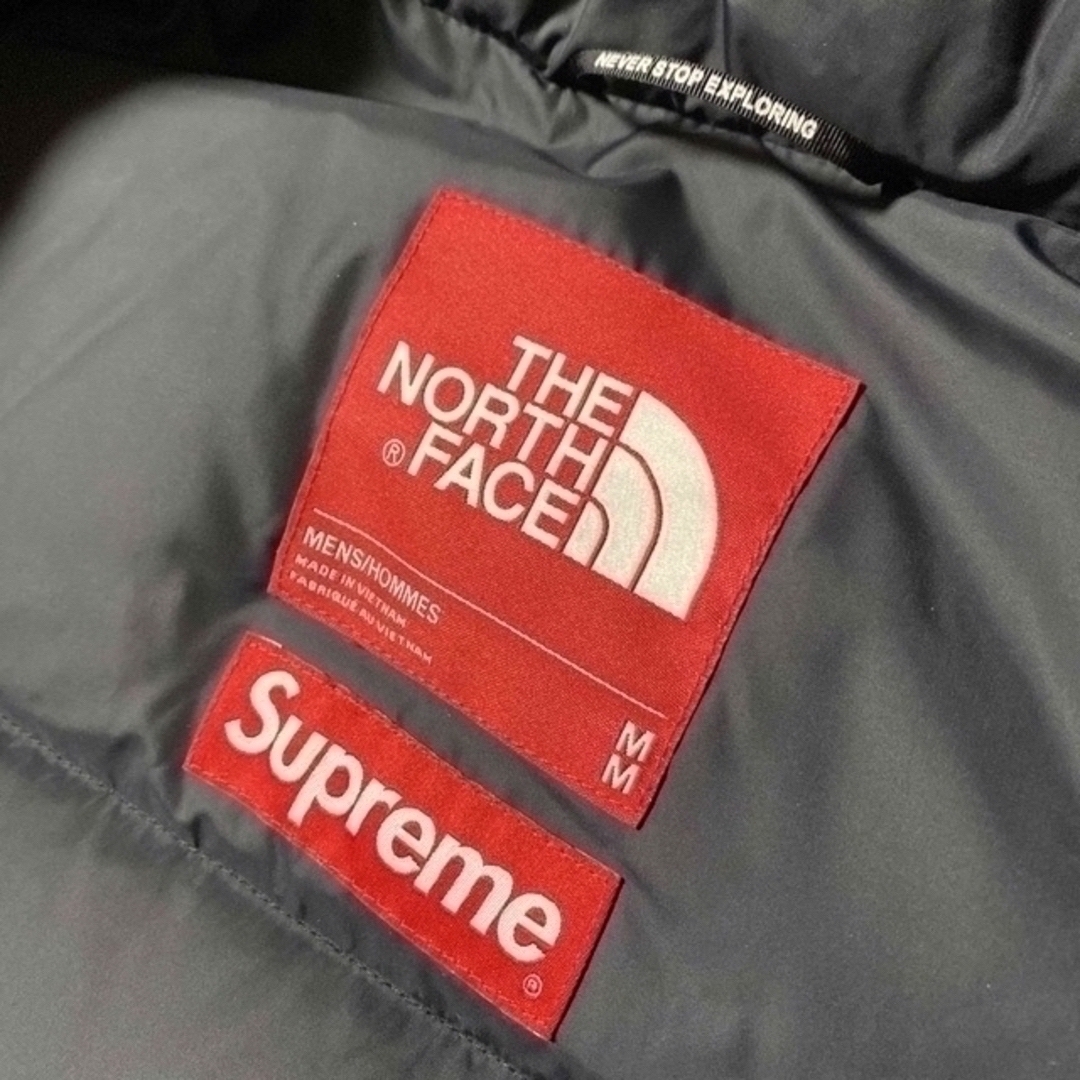 NEVER STOP EXPLORING
THE
NORTH
® FACE
MENS/HOMMES
MADE IN VIETNAM
FABRIQUÉ AU VIETNAM
M
M
Supreme
®